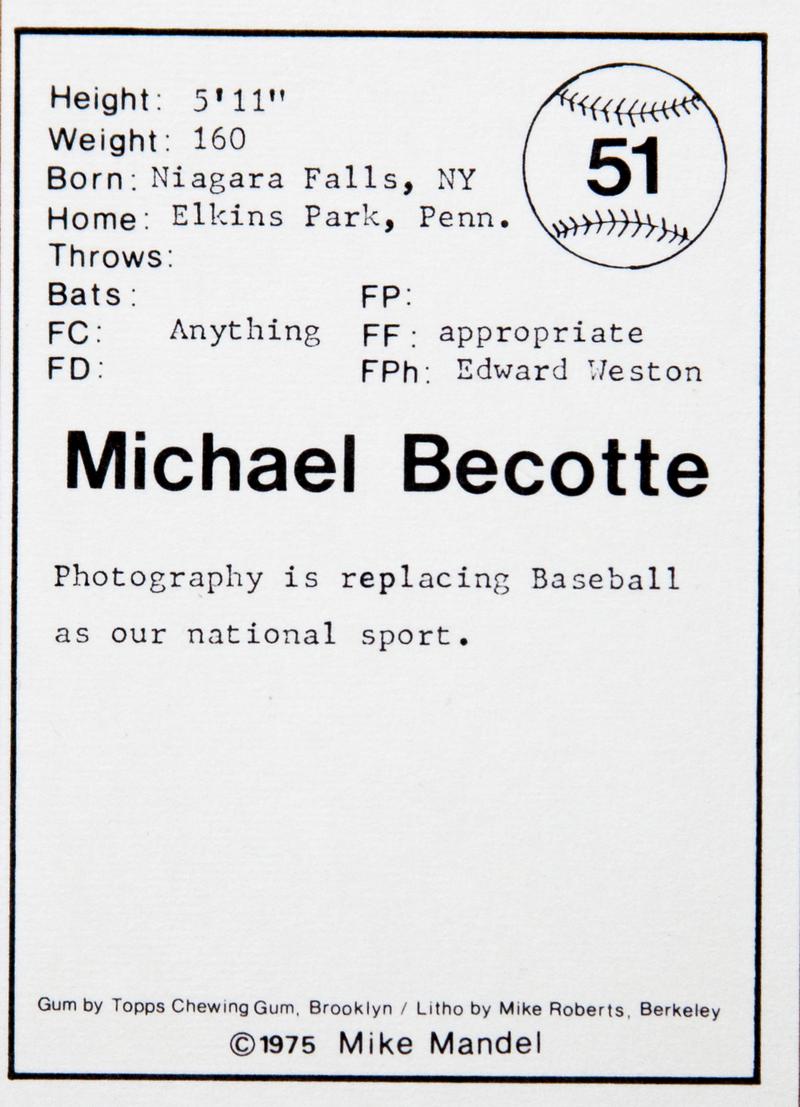 Height: 5'11"
51
Weight: 160
Born: Niagara Falls, NY
Home: Elkins Park, Penn.
Throws:
Bats: FP:
FC: Anything FF: appropriate
FD: FPh: Edward Weston
Michael Becotte
Photography is replacing Baseball
as our national sport.
Gum by Topps Chewing Gum, Brooklyn / Litho by Mike Roberts, Berkeley
©1975 Mike Mandel